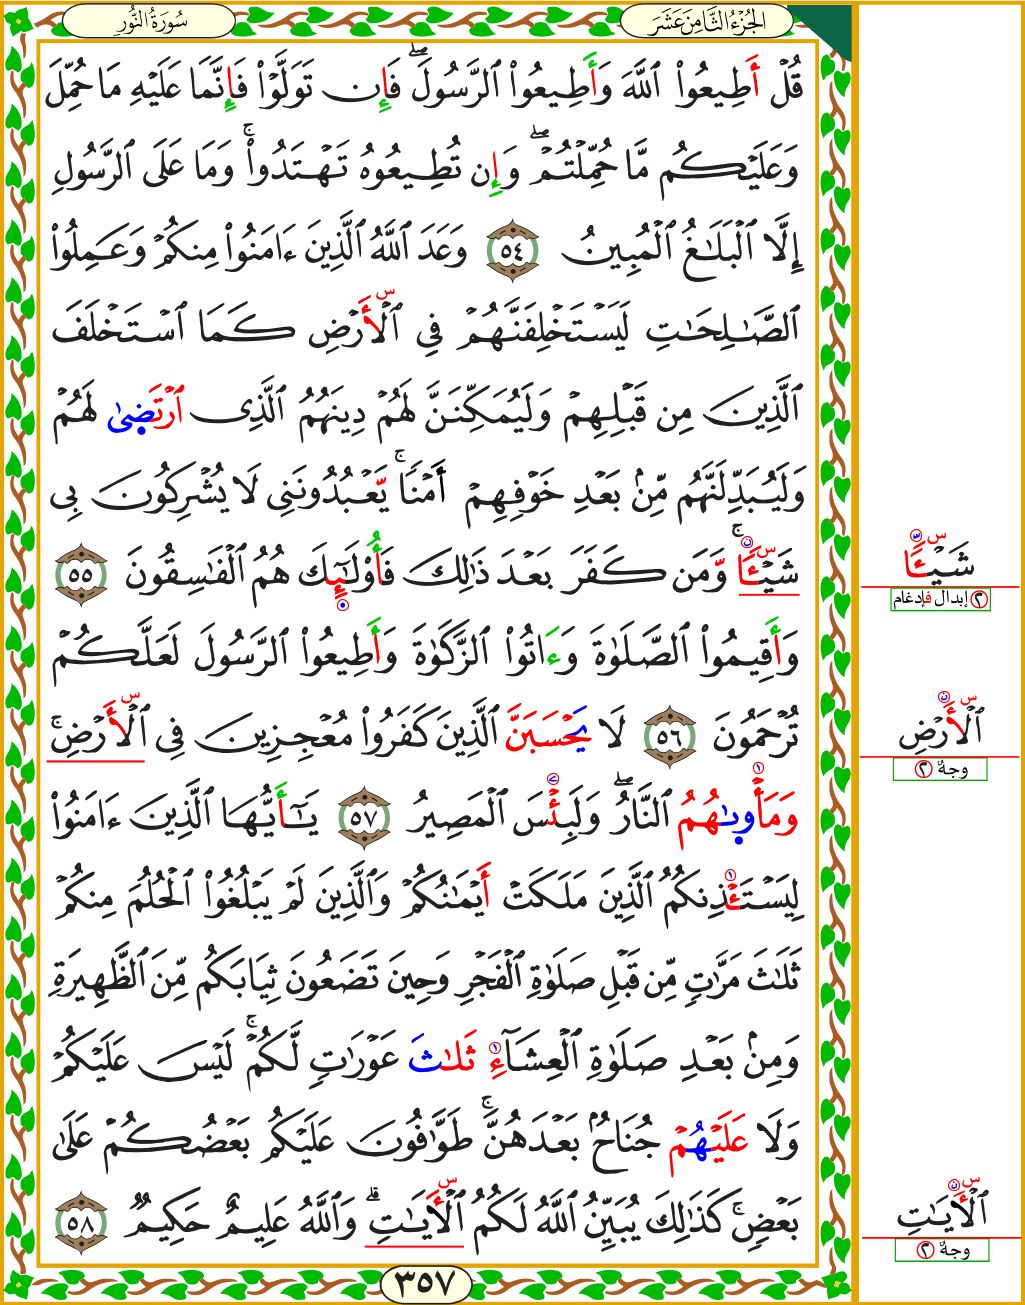 الجُزْءُ الثَّامِنَ عَشَرَ
سُورَةُ النُّورِ
قُلۡ أَطِيعُواْ ٱللَّهَ وَأَطِيعُواْ ٱلرَّسُولَۖ فَإِن تَوَلَّوۡاْ فَإِنَّمَا عَلَيۡهِ مَا حُمِّلَ
وَعَلَيۡكُم مَّا حُمِّلۡتُمۡۖ وَإِن تُطِيعُوهُ تَهۡتَدُواْۚ وَمَا عَلَى ٱلرَّسُولِ
إِلَّا ٱلۡبَلَٰغُ ٱلۡمُبِينُ ٥٤ وَعَدَ ٱللَّهُ ٱلَّذِينَ ءَامَنُواْ مِنكُمۡ وَعَمِلُواْ
ٱلصَّٰلِحَٰتِ لَيَسۡتَخۡلِفَنَّهُمۡ فِي ٱلۡأَرۡضِ كَمَا ٱسۡتَخۡلَفَ
ٱلَّذِينَ مِن قَبۡلِهِمۡ وَلَيُمَكِّنَنَّ لَهُمۡ دِينَهُمُ ٱلَّذِى ٱرۡتَضٜىٰ لَهُمۡ
وَلَيُبَدِّلَنَّهُم مِّنۢ بَعۡدِ خَوۡفِهِمۡ أَمۡنٗاۚ يَّعۡبُدُونَنِى لَا يُشۡرِكُونَ بِى
شَيۡـٔٗاۚ وَّمَن كَفَرَ بَعۡدَ ذَٰلِكَ فَأُوْلَٰٓئِكَ هُمُ ٱلۡفَٰسِقُونَ ٥٥
وَأَقِيمُواْ ٱلصَّلَوٰةَ وَءَاتُواْ ٱلزَّكَوٰةَ وَأَطِيعُواْ ٱلرَّسُولَ لَعَلَّكُمۡ
تُرۡحَمُونَ ٥٦ لَا يَحۡسَبَنَّ ٱلَّذِينَ كَفَرُواْ مُعۡجِزِينَ فِى ٱلۡأَرۡضِۚ
وَمَأۡوٜىٰهُمُ ٱلنَّارُۖ وَلَبِئۡسَ ٱلۡمَصِيرُ ٥٧ يَٰٓأَيُّهَا ٱلَّذِينَ ءَامَنُواْ
لِيَسۡتَـٔۡذِنكُمُ ٱلَّذِينَ مَلَكَتۡ أَيۡمَٰنُكُمۡ وَٱلَّذِينَ لَمۡ يَبۡلُغُواْ ٱلۡحُلُمَ مِنكُمۡ
ثَلَٰثَ مَرَّٰتٖ مِّن قَبۡلِ صَلَوٰةِ ٱلۡفَجۡرِ وَحِينَ تَضَعُونَ ثِيَابَكُم مِّنَ ٱلظَّهِيرَةِ
وَمِنۢ بَعۡدِ صَلَوٰةِ ٱلۡعِشَآءِۚ ثَلَٰثَ عَوۡرَٰتٖ لَّكُمۡۚ لَيۡسَ عَلَيۡكُمۡ
وَلَا عَلَيۡهُمۡ جُنَاحُۢ بَعۡدَهُنَّۚ طَوَّٰفُونَ عَلَيۡكُم بَعۡضُكُمۡ عَلَىٰ
بَعۡضٖۚ كَذَٰلِكَ يُبَيِّنُ ٱللَّهُ لَكُمُ ٱلۡأٓيَٰتِۗ وَٱللَّهُ عَلِيمٌ حَكِيمٞ ٥٨
٣٥٧
شَيۡـٔٗا
٢ إبدال فإدغام
ٱلۡأَرۡضِ
وجهٌ ٢
ٱلۡأٓيَٰتِ
وجهٌ ٢